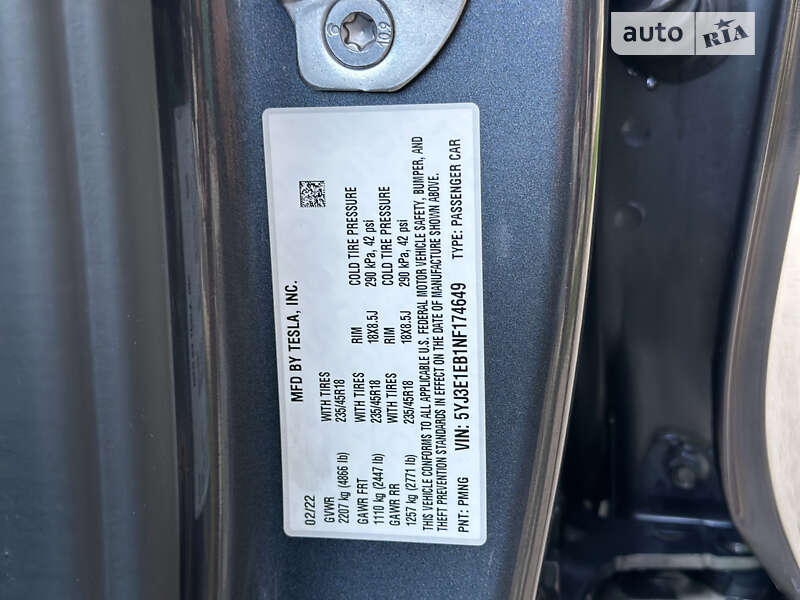 MFD BY TESLA, INC.
02/22
GVWR WITH TIRES RIM COLD TIRE PRESSURE
2207 kg (4866 lb) 235/45R18 18X8.5J 290 kPa, 42 psi
GAWR FRT WITH TIRES RIM COLD TIRE PRESSURE
1110 kg (2447 lb) 235/45R18 18X8.5J 290 kPa, 42 psi
GAWR RR WITH TIRES
1257 kg (2771 lb) 235/45R18
THIS VEHICLE CONFORMS TO ALL APPLICABLE U.S. FEDERAL MOTOR VEHICLE SAFETY, BUMPER, AND
THEFT PREVENTION STANDARDS IN EFFECT ON THE DATE OF MANUFACTURE SHOWN ABOVE.
VIN: 5YJ3E1EB1NF174649 TYPE: PASSENGER CAR
PNT: PMNG
10.9
auto RIA